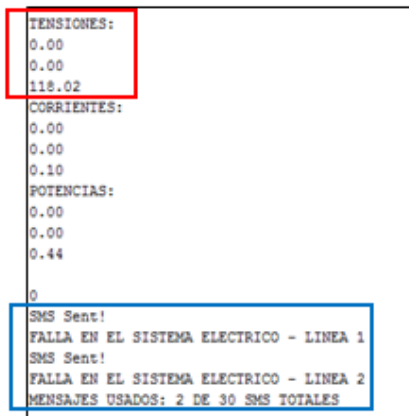 TENSIONES:
0.00
0.00
118.02
CORRIENTES:
0.00
0.00
0.10
POTENCIAS:
0.00
0.00
0.44
0
SMS Sent!
FALLA EN EL SISTEMA ELECTRICO - LINEA 1
SMS Sent!
FALLA EN EL SISTEMA ELECTRICO - LINEA 2
MENSAJES USADOS: 2 DE 30 SMS TOTALES